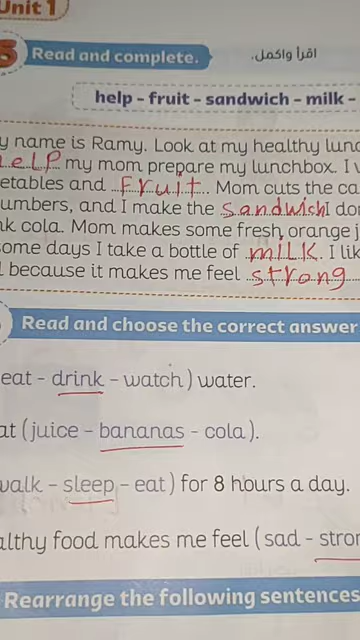 Unit 1
5 Read and complete. اقرأ واكمل.
help - fruit - sandwich - milk -
y name is Ramy. Look at my healthy lunc
help my mom prepare my lunchbox. I
etables and fruit. Mom cuts the ca
umbers, and I make the sandwich I do
nk cola. Mom makes some fresh orange j
some days I take a bottle of milk. I lik
because it makes me feel strong
Read and choose the correct answer
eat - drink - watch) water.
at (juice - bananas - cola).
walk - sleep - eat) for 8 hours a day.
althy food makes me feel (sad - stron
Rearrange the following sentences